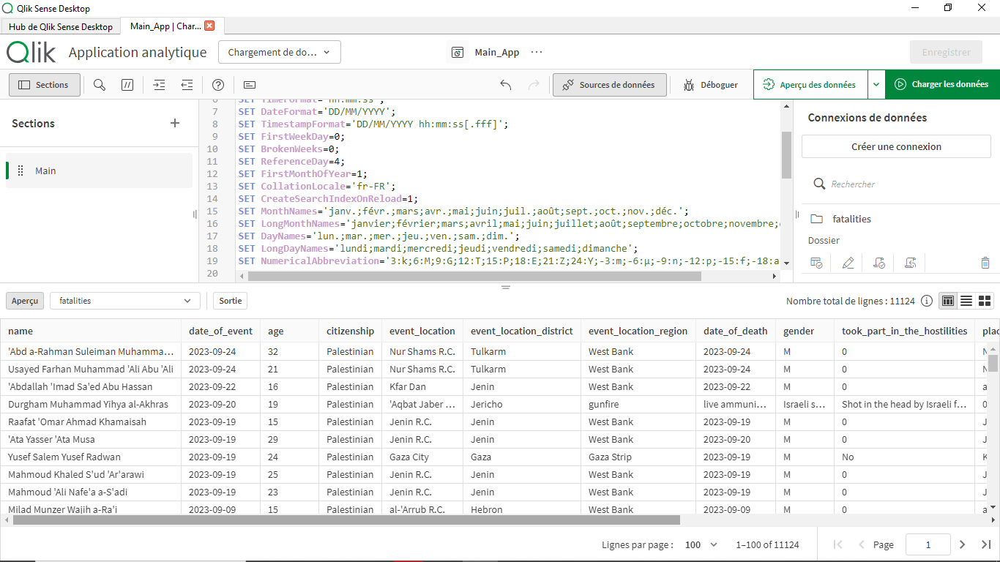 Qlik Sense Desktop
Hub de Qlik Sense Desktop
Main_App | Char...
Qlik
Application analytique
Chargement de do...
Main_App
...
Enregistrer
Sections
Sources de données
Déboguer
Aperçu des données
Charger les données
Sections
Main
6 SET TimeFormat='hh:mm:ss';
7 SET DateFormat='DD/MM/YYYY';
8 SET TimestampFormat='DD/MM/YYYY hh:mm:ss[.fff]';
9 SET FirstWeekDay=0;
10 SET BrokenWeeks=0;
11 SET ReferenceDay=4;
12 SET FirstMonthOfYear=1;
13 SET CollationLocale='fr-FR';
14 SET CreateSearchIndexOnReload=1;
15 SET MonthNames='janv.;févr.;mars;avr.;mai;juin;juil.;août;sept.;oct.;nov.;déc.';
16 SET LongMonthNames='janvier;février;mars;avril;mai;juin;juillet;août;septembre;octobre;novembre;
17 SET DayNames='lun.;mar.;mer.;jeu.;ven.;sam.;dim.';
18 SET LongDayNames='lundi;mardi;mercredi;jeudi;vendredi;samedi;dimanche';
19 SET NumericalAbbreviation='3:k;6:M;9:G;12:T;15:P;18:E;21:Z;24:Y;-3:m;-6:μ;-9:n;-12:p;-15:f;-18:a
20
Connexions de données
Créer une connexion
Rechercher
fatalities
Dossier
Aperçu
fatalities
Sortie
Nombre total de lignes : 11124
name date_of_event age citizenship event_location event_location_district event_location_region date_of_death gender took_part_in_the_hostilities plac
'Abd a-Rahman Suleiman Muhamma... 2023-09-24 32 Palestinian Nur Shams R.C. Tulkarm West Bank 2023-09-24 M 0 N
Usayed Farhan Muhammad 'Ali Abu 'Ali 2023-09-24 21 Palestinian Nur Shams R.C. Tulkarm West Bank 2023-09-24 M 0 N
'Abdallah 'Imad Sa'ed Abu Hassan 2023-09-22 16 Palestinian Kfar Dan Jenin West Bank 2023-09-22 M 0 a
Durgham Muhammad Yihya al-Akhras 2023-09-20 19 Palestinian 'Aqbat Jaber ... Jericho gunfire live ammuni... Israeli s... Shot in the head by Israeli f... 0
Raafat 'Omar Ahmad Khamaisah 2023-09-19 15 Palestinian Jenin R.C. Jenin West Bank 2023-09-19 M 0 J
'Ata Yasser 'Ata Musa 2023-09-19 29 Palestinian Jenin R.C. Jenin West Bank 2023-09-20 M 0 J
Yusef Salem Yusef Radwan 2023-09-19 24 Palestinian Gaza City Gaza Gaza Strip 2023-09-19 M No K
Mahmoud Khaled S'ud 'Ar'arawi 2023-09-19 25 Palestinian Jenin R.C. Jenin West Bank 2023-09-19 M 0 J
Mahmoud 'Ali Nafe'a a-S'adi 2023-09-19 23 Palestinian Jenin R.C. Jenin West Bank 2023-09-19 M 0 J
Milad Munzer Wajih a-Ra'i 2023-09-09 15 Palestinian al-'Arrub R.C. Hebron West Bank 2023-09-09 M 0 a
Lignes par page : 100 1–100 of 11124 Page 1